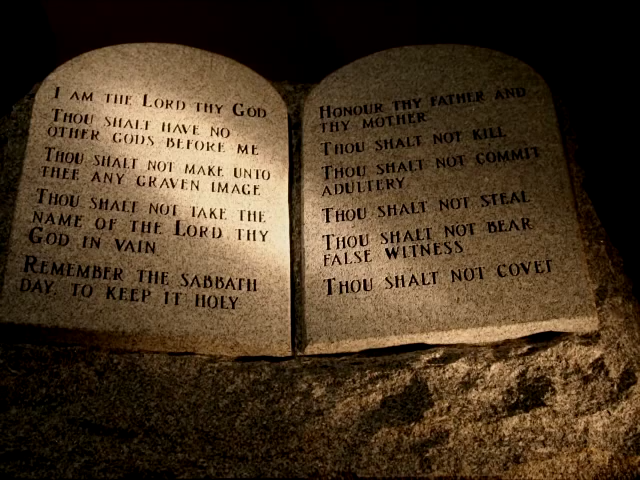 I AM THE LORD THY GOD
THOU SHALT HAVE NO
OTHER GODS BEFORE ME
THOU SHALT NOT MAKE UNTO
THEE ANY GRAVEN IMAGE
THOU SHALT NOT TAKE THE
NAME OF THE LORD THY
GOD IN VAIN
REMEMBER THE SABBATH
DAY, TO KEEP IT HOLY
HONOUR THY FATHER AND
THY MOTHER
THOU SHALT NOT KILL
THOU SHALT NOT COMMIT
ADULTERY
THOU SHALT NOT STEAL
THOU SHALT NOT BEAR
FALSE WITNESS
THOU SHALT NOT COVET